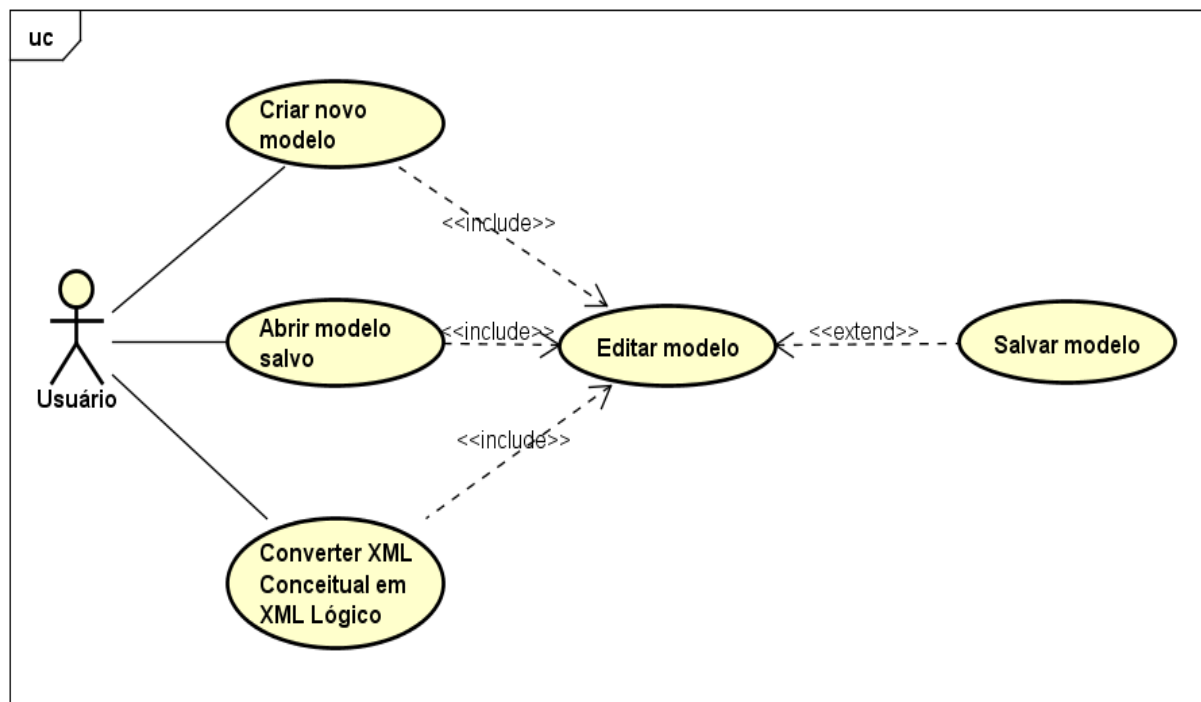 uc
Criar novo
modelo
<<include>>
Abrir modelo
salvo
<<include>>
Editar modelo
<<extend>>
Salvar modelo
Usuário
<<include>>
Converter XML
Conceitual em
XML Lógico